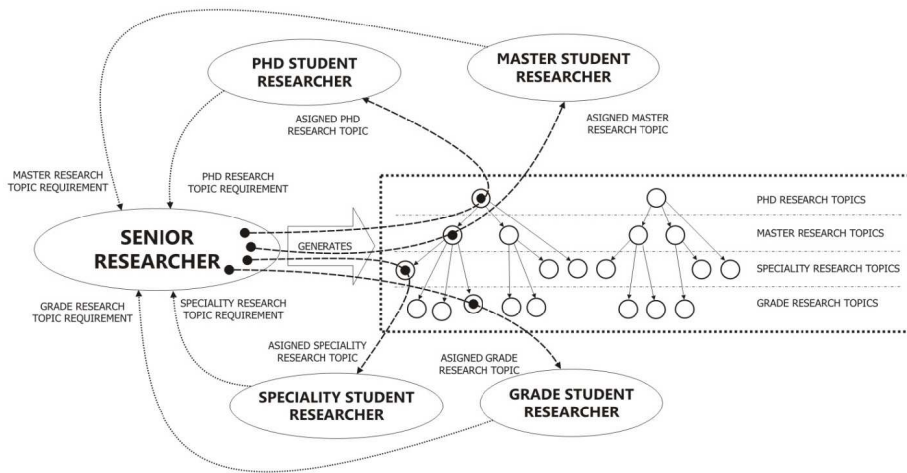 PHD STUDENT
RESEARCHER
MASTER STUDENT
RESEARCHER
ASIGNED PHD
RESEARCH TOPIC
ASIGNED MASTER
RESEARCH TOPIC
MASTER RESEARCH
TOPIC REQUIREMENT
PHD RESEARCH
TOPIC REQUIREMENT
PHD RESEARCH TOPICS
SENIOR
RESEARCHER
GENERATES
MASTER RESEARCH TOPICS
SPECIALITY RESEARCH TOPICS
GRADE RESEARCH
TOPIC REQUIREMENT
SPECIALITY RESEARCH
TOPIC REQUIREMENT
GRADE RESEARCH TOPICS
ASIGNED SPECIALITY
RESEARCH TOPIC
ASIGNED GRADE
RESEARCH TOPIC
SPECIALITY STUDENT
RESEARCHER
GRADE STUDENT
RESEARCHER